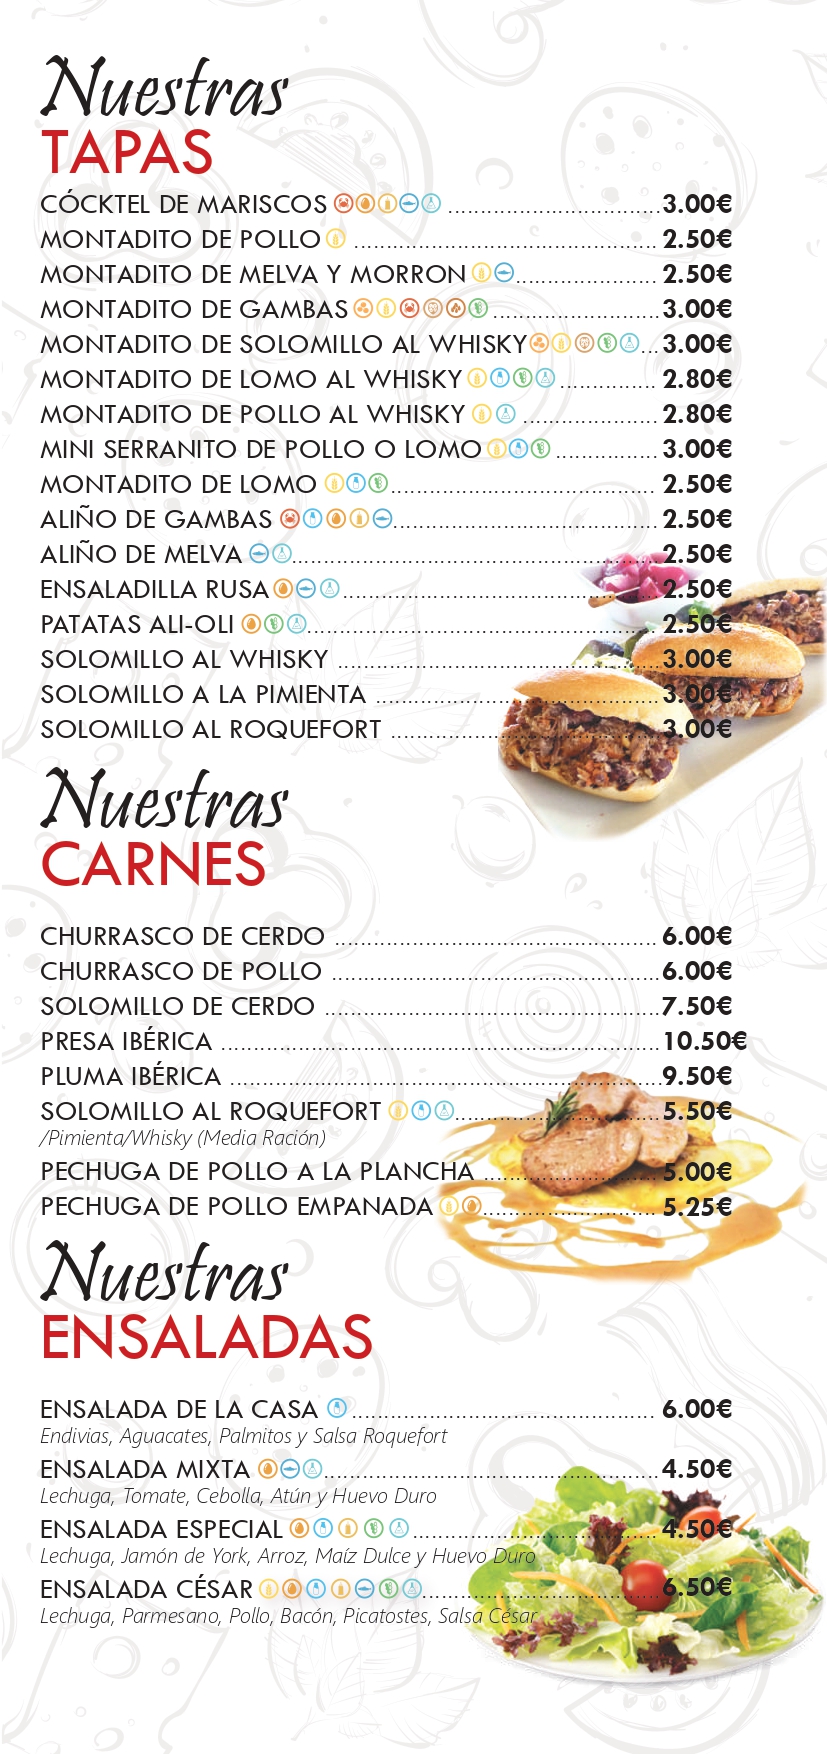 Nuestras
TAPAS
CÓCKTEL DE MARISCOS ................................ 3.00€
MONTADITO DE POLLO .............................................. 2.50€
MONTADITO DE MELVA Y MORRON ...................... 2.50€
MONTADITO DE GAMBAS .......................... 3.00€
MONTADITO DE SOLOMILLO AL WHISKY ... 3.00€
MONTADITO DE LOMO AL WHISKY ............... 2.80€
MONTADITO DE POLLO AL WHISKY ..................... 2.80€
MINI SERRANITO DE POLLO O LOMO ................ 3.00€
MONTADITO DE LOMO ......................................... 2.50€
ALIÑO DE GAMBAS ......................................... 2.50€
ALIÑO DE MELVA ........................................................ 2.50€
ENSALADILLA RUSA ................................................ 2.50€
PATATAS ALI-OLI ...................................................... 2.50€
SOLOMILLO AL WHISKY ................................................. 3.00€
SOLOMILLO A LA PIMIENTA ........................................... 3.00€
SOLOMILLO AL ROQUEFORT ......................................... 3.00€
Nuestras
CARNES
CHURRASCO DE CERDO ................................................. 6.00€
CHURRASCO DE POLLO .................................................. 6.00€
SOLOMILLO DE CERDO ................................................... 7.50€
PRESA IBÉRICA ................................................................... 10.50€
PLUMA IBÉRICA .................................................................. 9.50€
SOLOMILLO AL ROQUEFORT ............................... 5.50€
/Pimienta/Whisky (Media Ración)
PECHUGA DE POLLO A LA PLANCHA .......................... 5.00€
PECHUGA DE POLLO EMPANADA .......................... 5.25€
Nuestras
ENSALADAS
ENSALADA DE LA CASA .............................................. 6.00€
Endivias, Aguacates, Palmitos y Salsa Roquefort
ENSALADA MIXTA ................................................... 4.50€
Lechuga, Tomate, Cebolla, Atún y Huevo Duro
ENSALADA ESPECIAL ..................................... 4.50€
Lechuga, Jamón de York, Arroz, Maíz Dulce y Huevo Duro
ENSALADA CÉSAR .................................... 6.50€
Lechuga, Parmesano, Pollo, Bacón, Picatostes, Salsa César